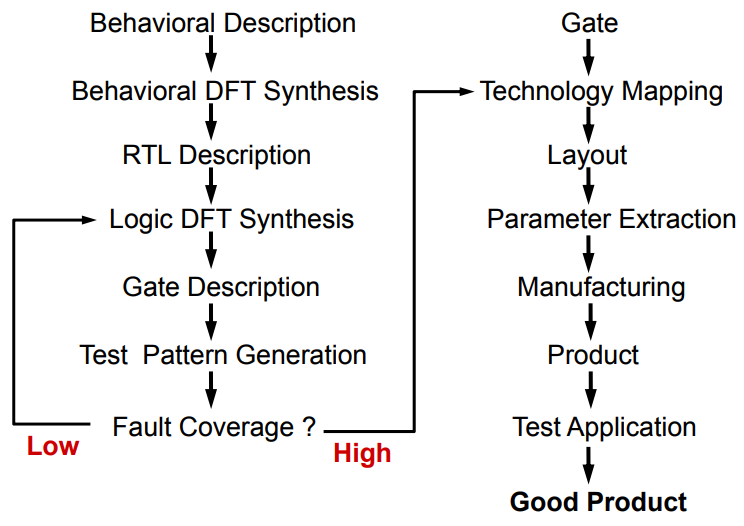 Behavioral Description
Behavioral DFT Synthesis
RTL Description
Logic DFT Synthesis
Gate Description
Test Pattern Generation
Fault Coverage ?
Low
High
Gate
Technology Mapping
Layout
Parameter Extraction
Manufacturing
Product
Test Application
Good Product